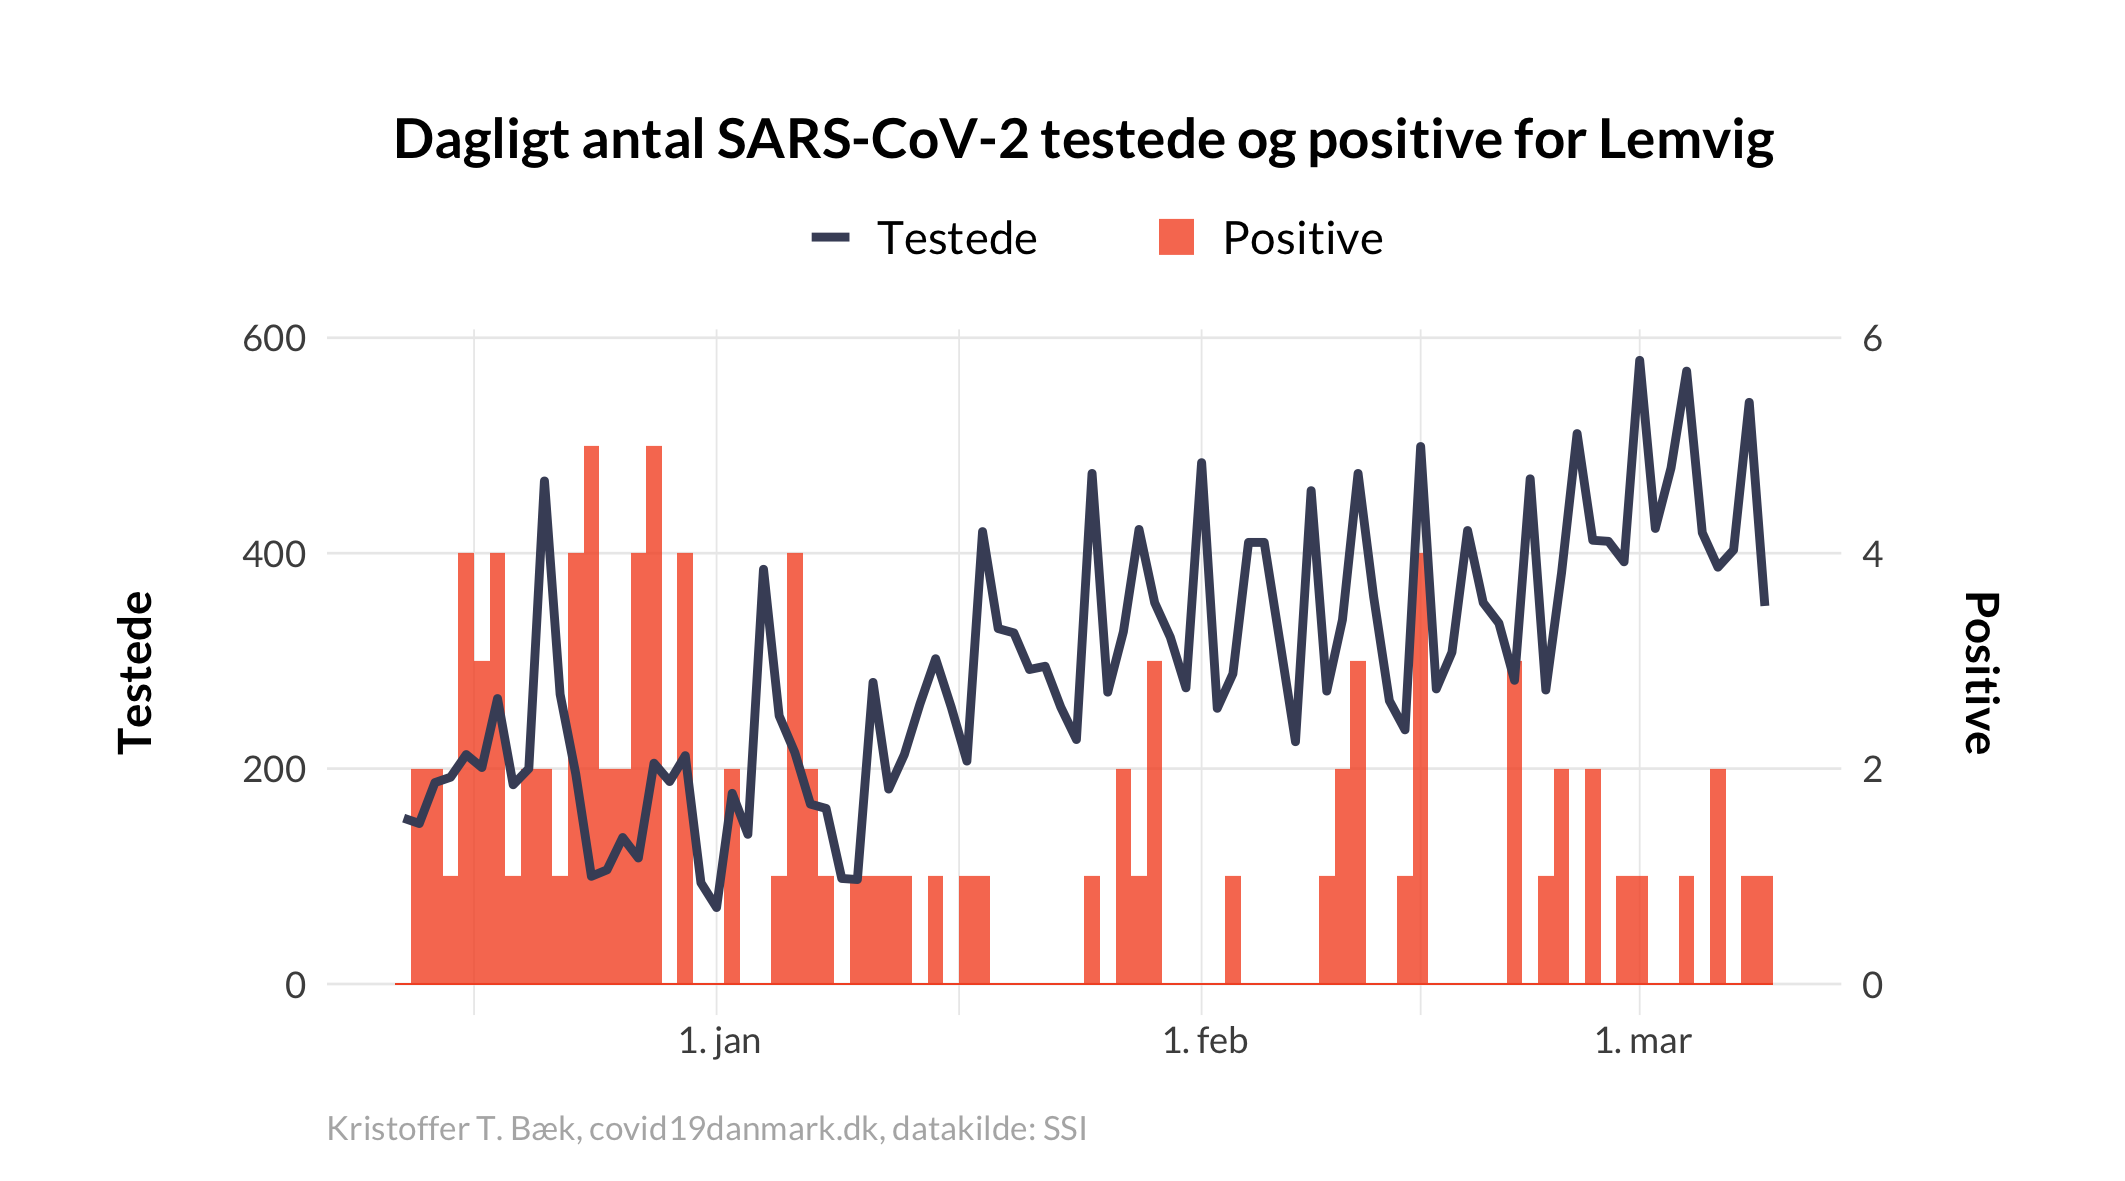 Dagligt antal SARS-CoV-2 testede og positive for Lemvig
Testede Positive
600 6
400 4
200 2
0 0
Testede
Positive
1. jan 1. feb 1. mar
Kristoffer T. Bæk, covid19danmark.dk, datakilde: SSI